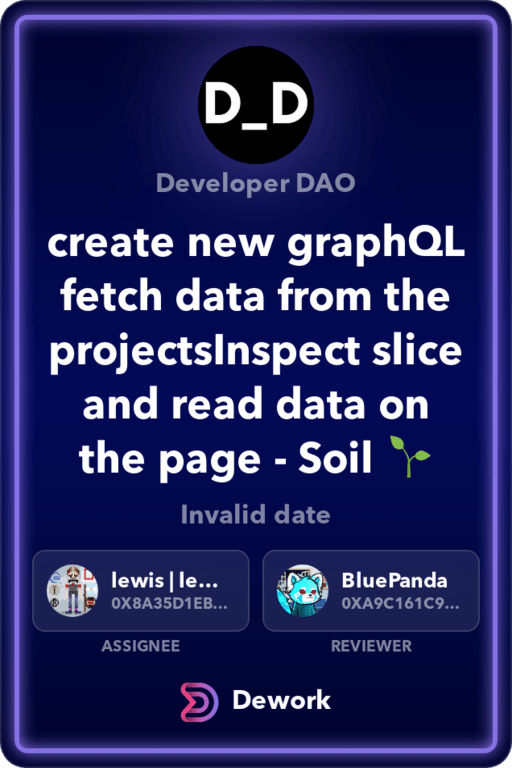 D_D
Developer DAO
create new graphQL
fetch data from the
projectsInspect slice
and read data on
the page - Soil 🌱
Invalid date
lewis | le...
0X8A35D1EB...
ASSIGNEE
BluePanda
0XA9C161C9...
REVIEWER
Dework